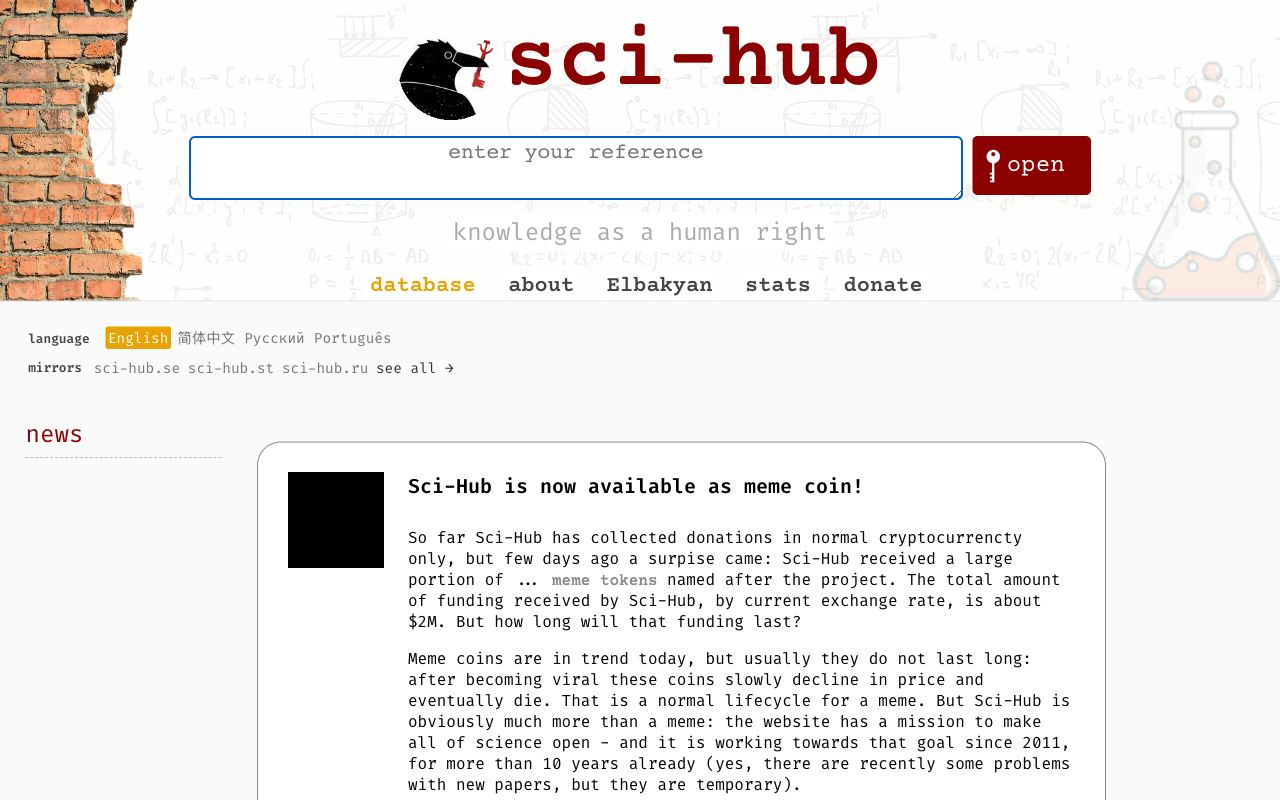 sci-hub
enter your reference
open
knowledge as a human right
database about Elbakyan stats donate
language English 简体中文 Русский Português
mirrors sci-hub.se sci-hub.st sci-hub.ru see all →
news
Sci-Hub is now available as meme coin!
So far Sci-Hub has collected donations in normal cryptocurrencty
only, but few days ago a surpise came: Sci-Hub received a large
portion of ... meme tokens named after the project. The total amount
of funding received by Sci-Hub, by current exchange rate, is about
$2M. But how long will that funding last?
Meme coins are in trend today, but usually they do not last long:
after becoming viral these coins slowly decline in price and
eventually die. That is a normal lifecycle for a meme. But Sci-Hub is
obviously much more than a meme: the website has a mission to make
all of science open - and it is working towards that goal since 2011,
for more than 10 years already (yes, there are recently some problems
with new papers, but they are temporary).